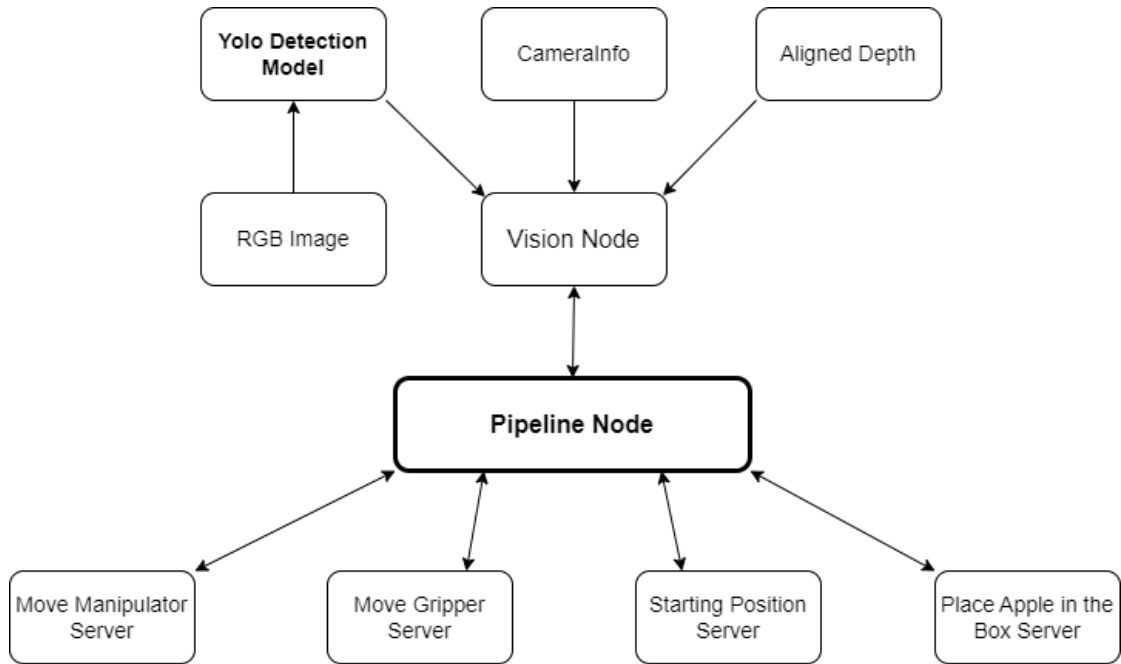 Yolo Detection
Model
CameraInfo
Aligned Depth
RGB Image
Vision Node
Pipeline Node
Move Manipulator
Server
Move Gripper
Server
Starting Position
Server
Place Apple in the
Box Server